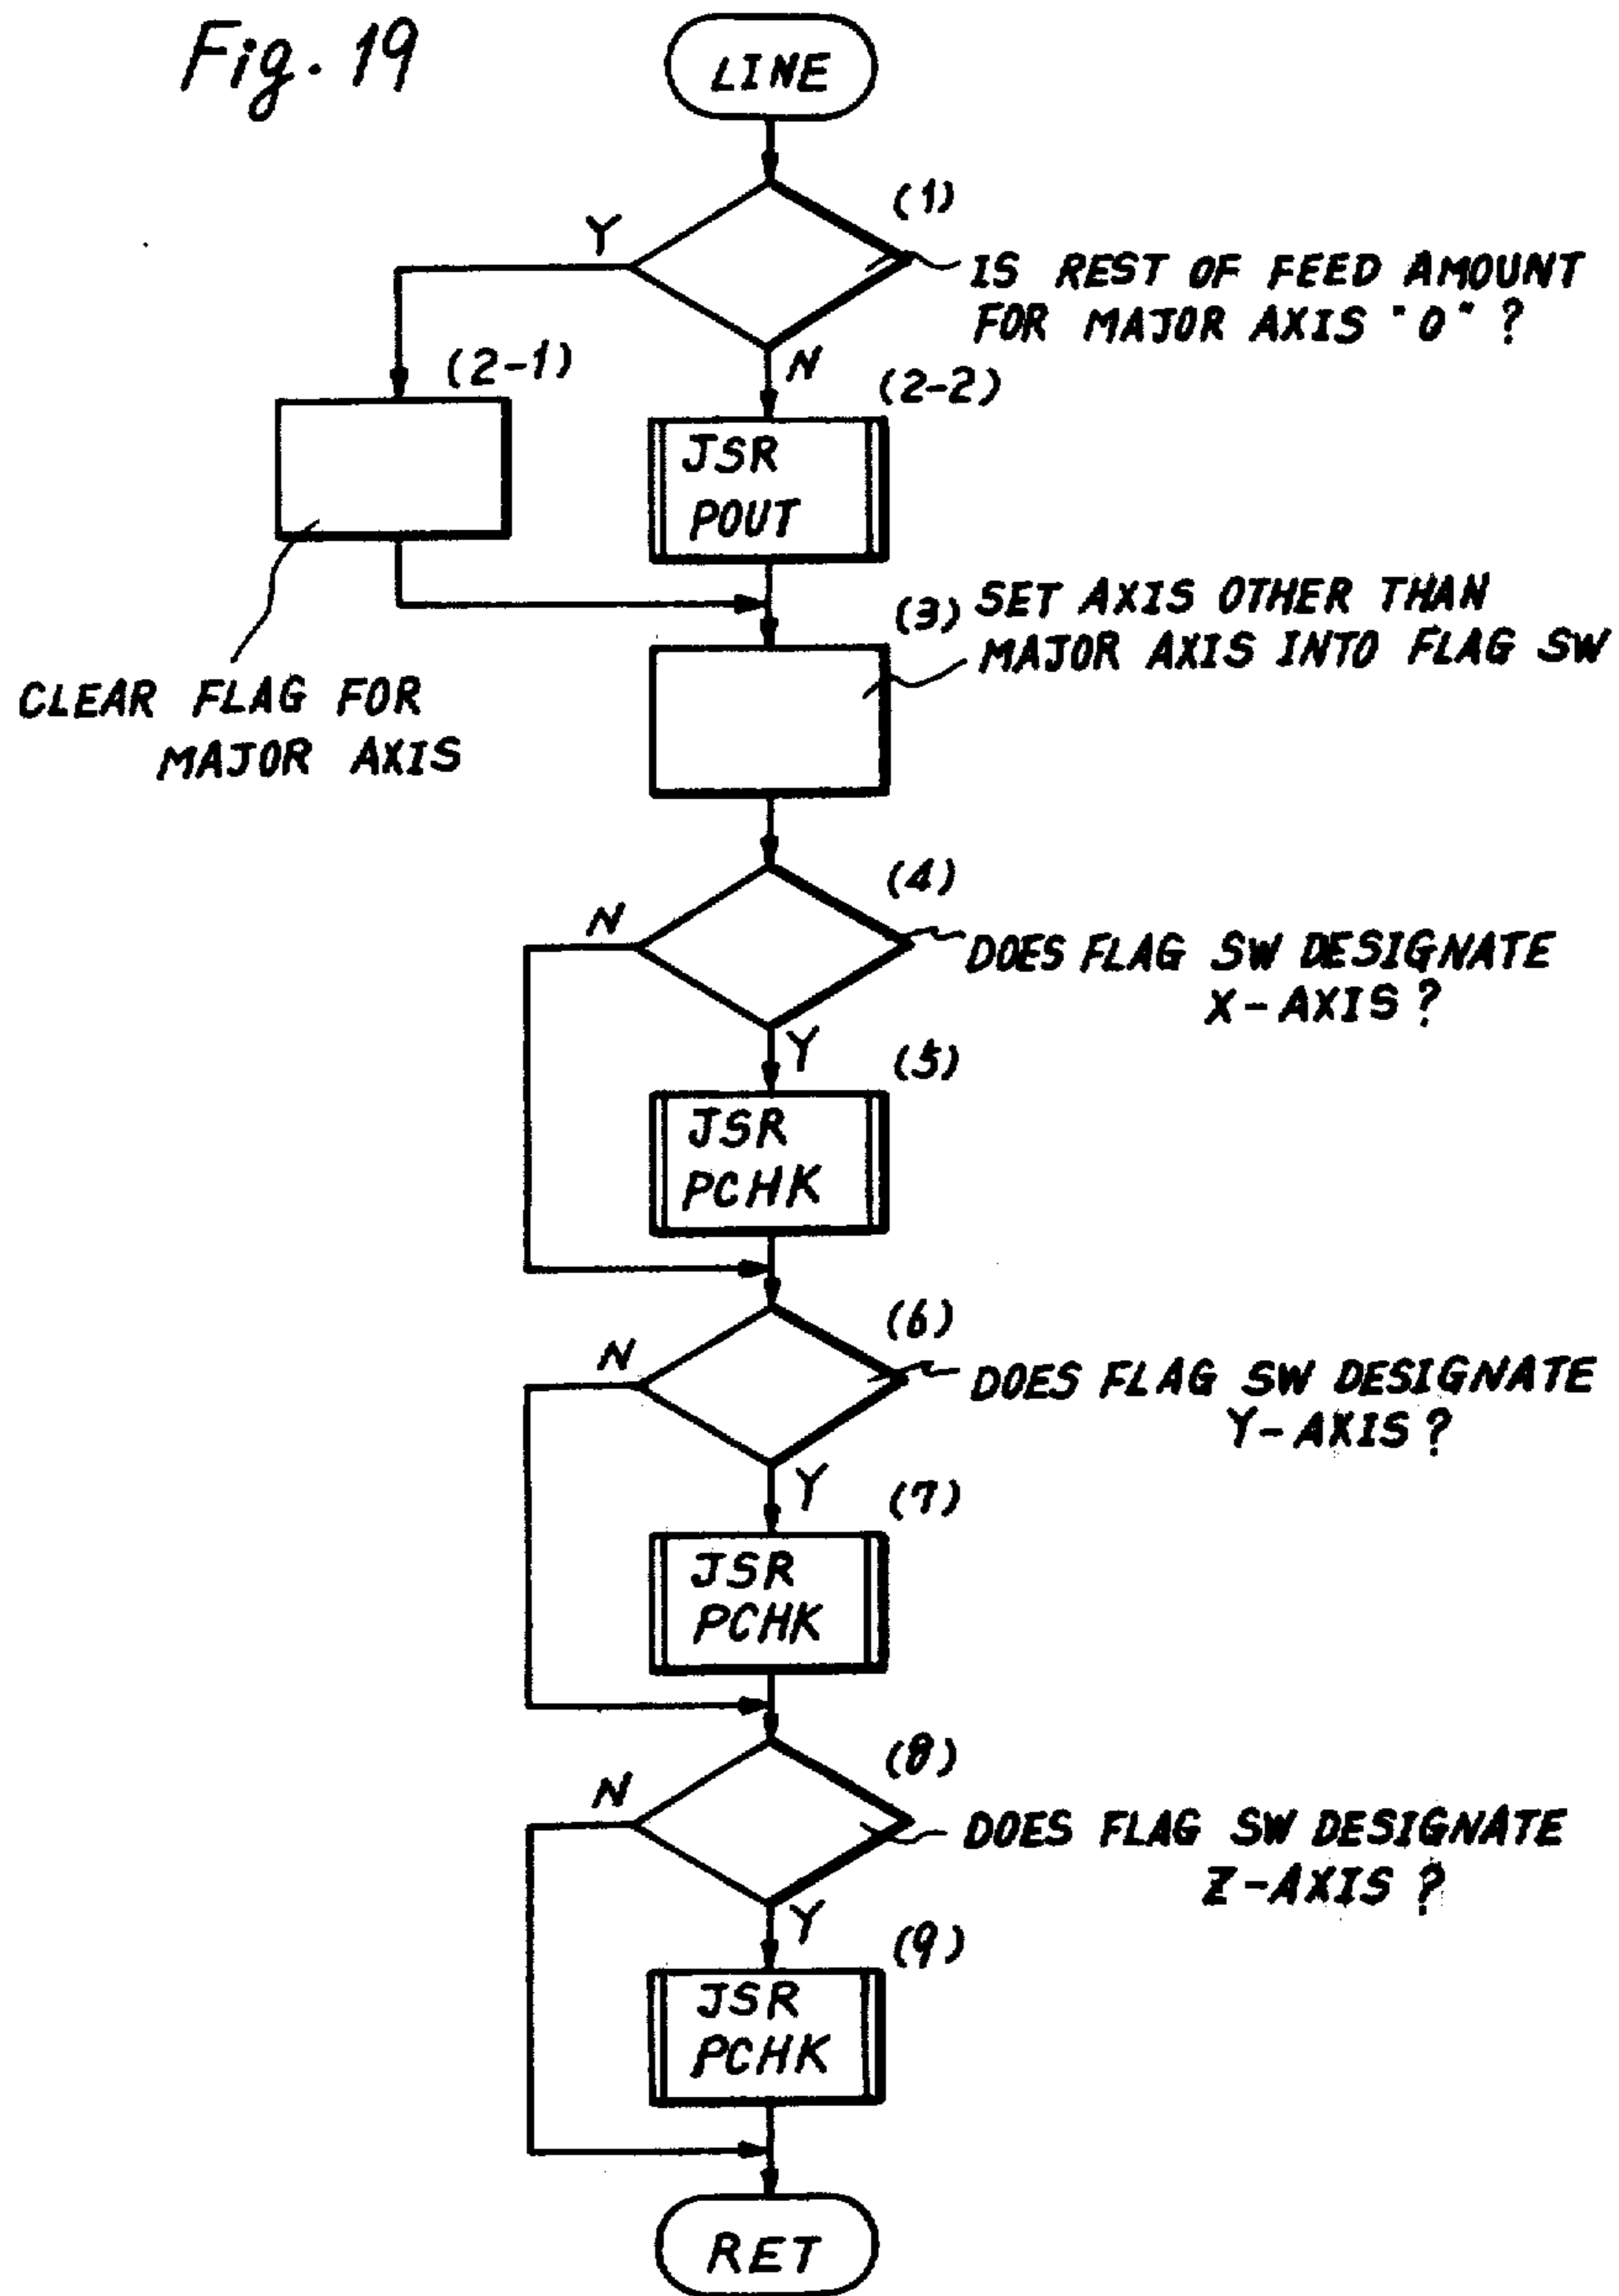 Fig. 19
LINE
(1)
Y
IS REST OF FEED AMOUNT
FOR MAJOR AXIS "0" ?
N
(2-1)
(2-2)
JSR
POUT
CLEAR FLAG FOR
MAJOR AXIS
(3) SET AXIS OTHER THAN
MAJOR AXIS INTO FLAG SW
(4)
N
DOES FLAG SW DESIGNATE
X-AXIS ?
Y
(5)
JSR
PCHK
(6)
N
DOES FLAG SW DESIGNATE
Y-AXIS ?
Y
(7)
JSR
PCHK
(8)
N
DOES FLAG SW DESIGNATE
Z-AXIS ?
Y
(9)
JSR
PCHK
RET